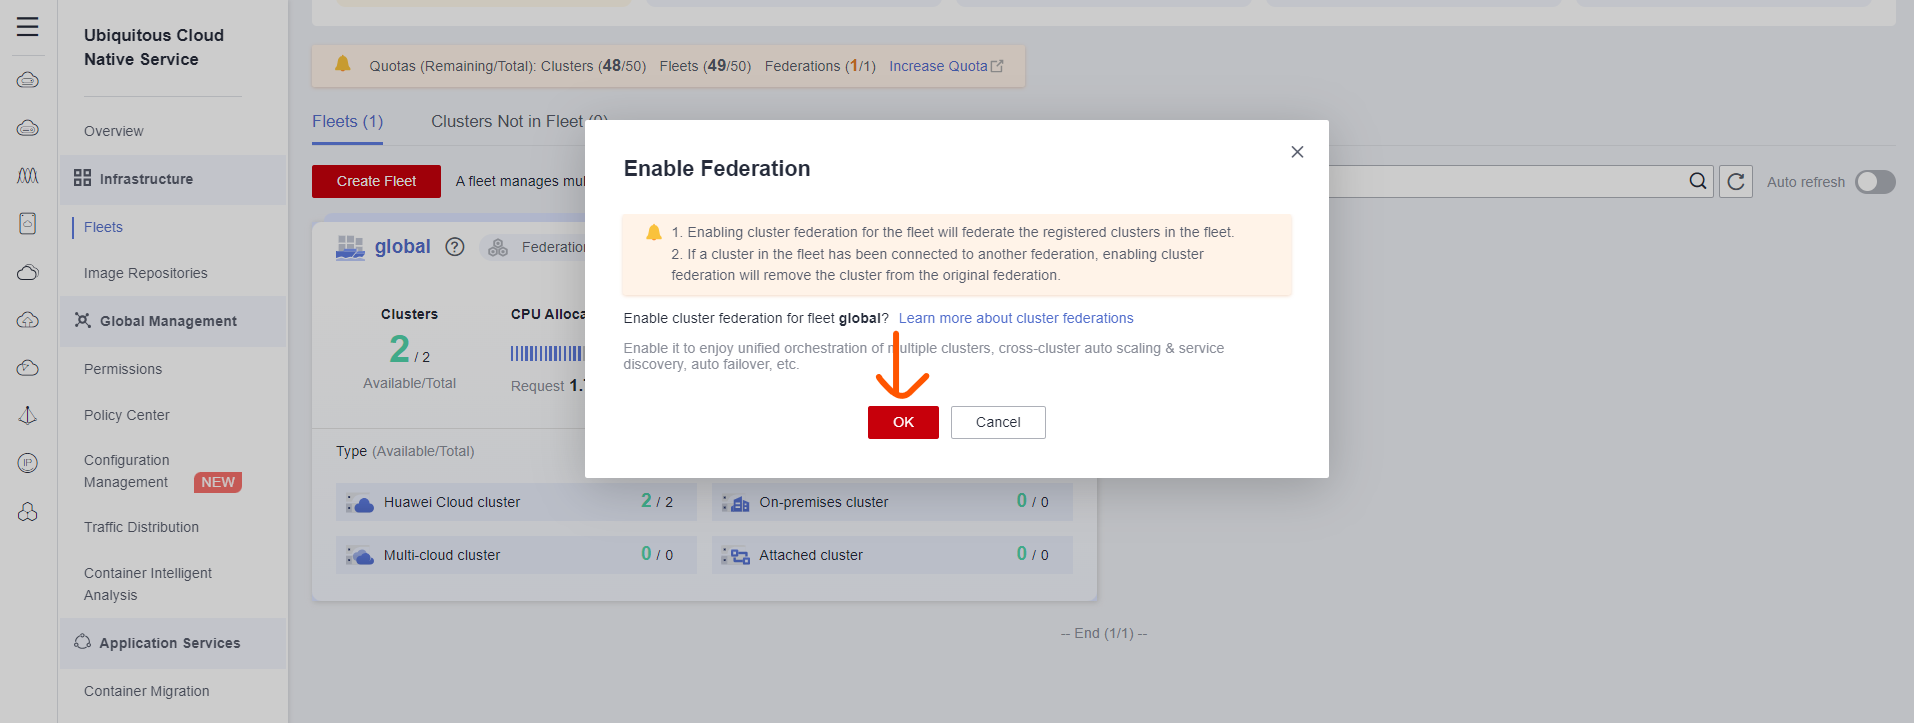 Ubiquitous Cloud
Native Service
Overview
Infrastructure
Fleets
Image Repositories
Global Management
Permissions
Policy Center
Configuration
Management NEW
Traffic Distribution
Container Intelligent
Analysis
Application Services
Container Migration
IP
Quotas (Remaining/Total): Clusters (48/50) Fleets (49/50) Federations (1/1) Increase Quota
Fleets (1) Clusters Not in Fleet
Create Fleet A fleet manages
Auto refresh
global ? Federation
Clusters
2 / 2
Available/Total
CPU
Request
Type (Available/Total)
Huawei Cloud cluster 2 / 2
On-premises cluster 0 / 0
Multi-cloud cluster 0 / 0
Attached cluster 0 / 0
-- End (1/1) --
Enable Federation
1. Enabling cluster federation for the fleet will federate the registered clusters in the fleet.
2. If a cluster in the fleet has been connected to another federation, enabling cluster
federation will remove the cluster from the original federation.
Enable cluster federation for fleet global? Learn more about cluster federations
Enable it to enjoy unified orchestration of multiple clusters, cross-cluster auto scaling & service
discovery, auto failover, etc.
OK Cancel